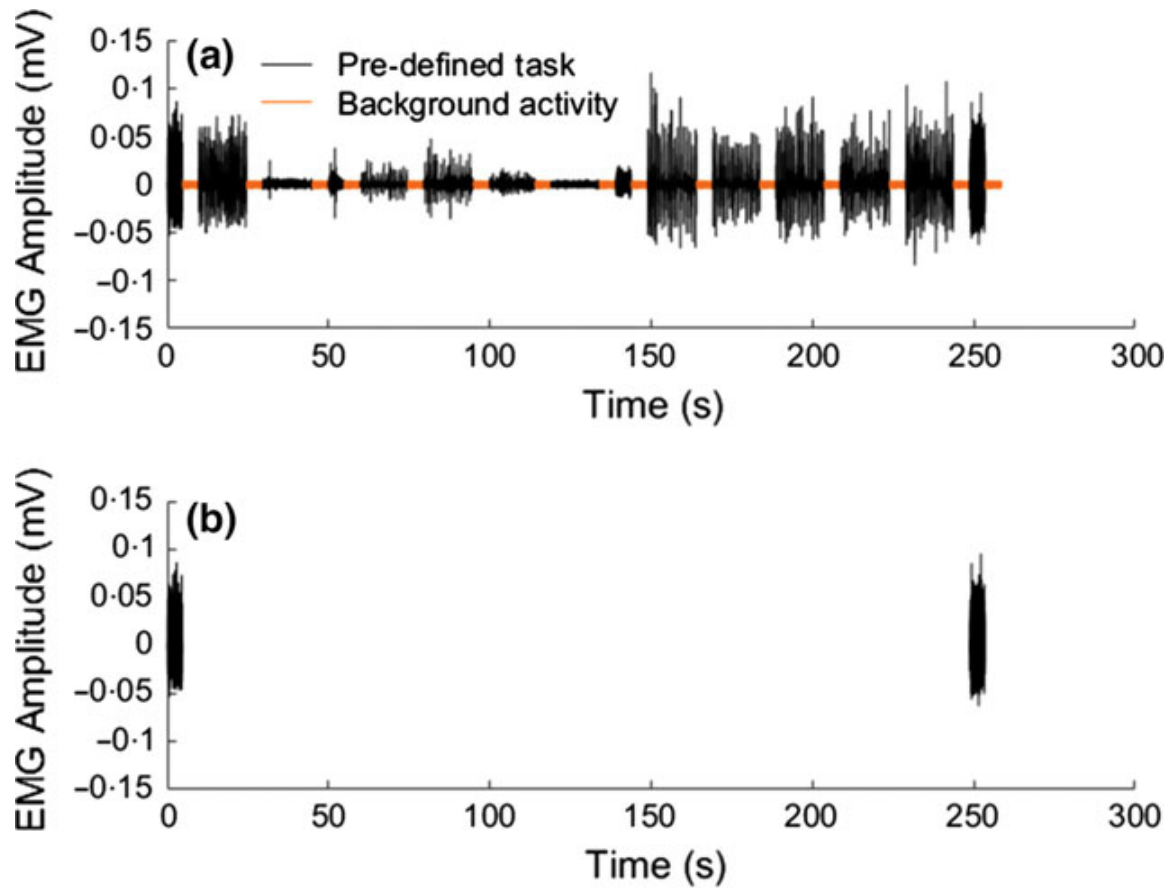 (a)
Pre-defined task
Background activity
EMG Amplitude (mV)
0·15
0·1
0·05
0
−0·05
−0·1
−0·15
0 50 100 150 200 250 300
Time (s)
(b)
EMG Amplitude (mV)
0·15
0·1
0·05
0
−0·05
−0·1
−0·15
0 50 100 150 200 250 300
Time (s)